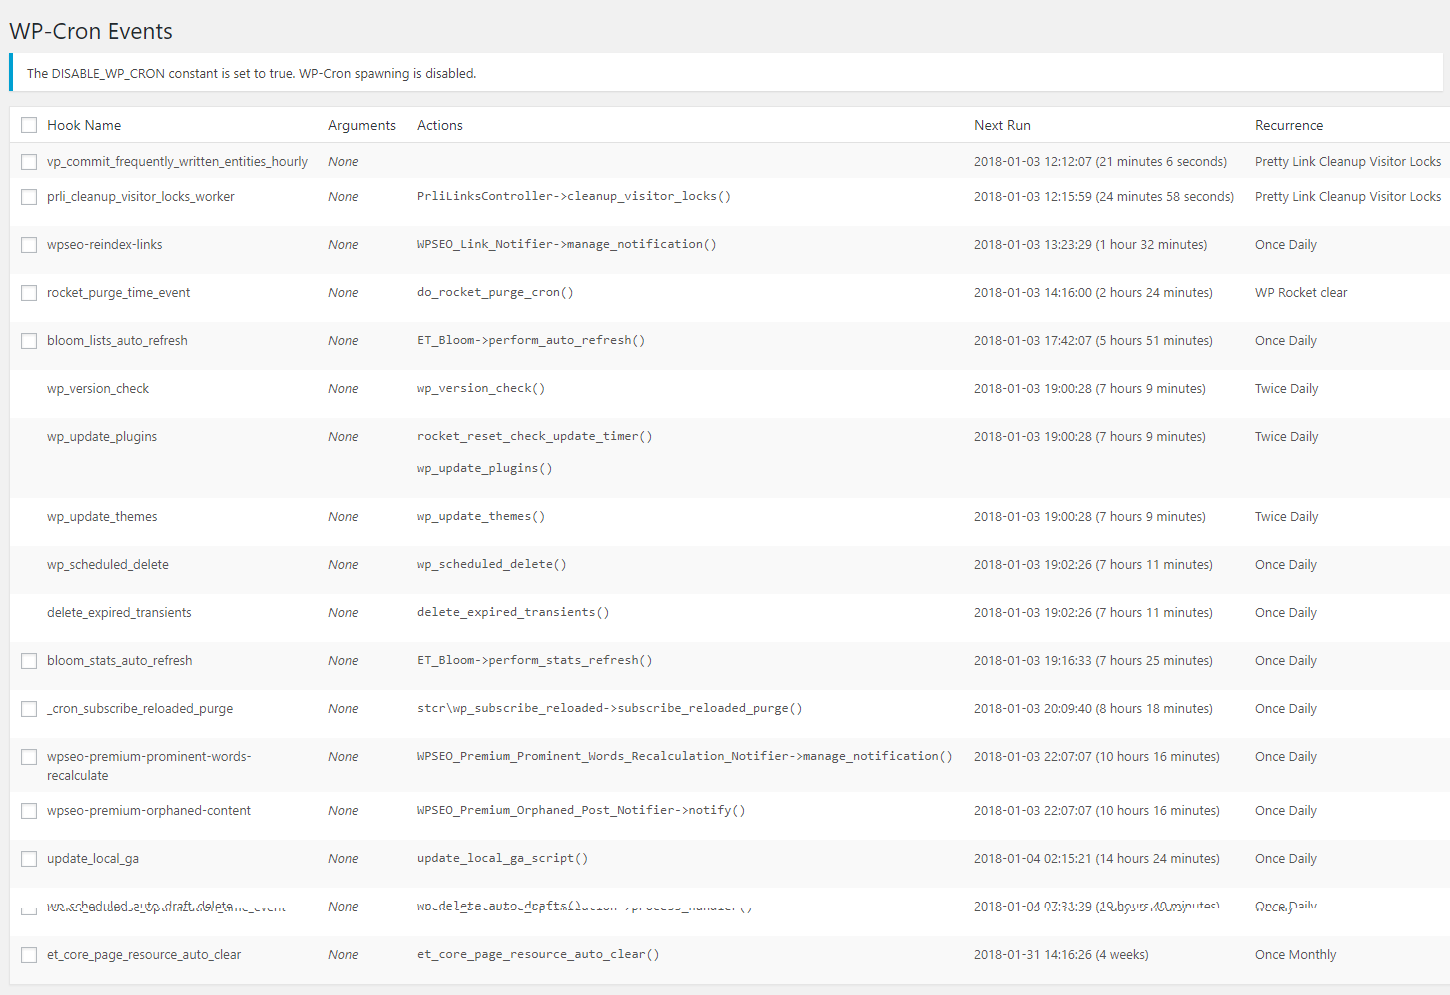 WP-Cron Events
The DISABLE_WP_CRON constant is set to true. WP-Cron spawning is disabled.
Hook Name Arguments Actions Next Run Recurrence
vp_commit_frequently_written_entities_hourly None 2018-01-03 12:12:07 (21 minutes 6 seconds) Pretty Link Cleanup Visitor Locks
prli_cleanup_visitor_locks_worker None PrliLinksController->cleanup_visitor_locks() 2018-01-03 12:15:59 (24 minutes 58 seconds) Pretty Link Cleanup Visitor Locks
wpseo-reindex-links None WPSEO_Link_Notifier->manage_notification() 2018-01-03 13:23:29 (1 hour 32 minutes) Once Daily
rocket_purge_time_event None do_rocket_purge_cron() 2018-01-03 14:16:00 (2 hours 24 minutes) WP Rocket clear
bloom_lists_auto_refresh None ET_Bloom->perform_auto_refresh() 2018-01-03 17:42:07 (5 hours 51 minutes) Once Daily
wp_version_check None wp_version_check() 2018-01-03 19:00:28 (7 hours 9 minutes) Twice Daily
wp_update_plugins None rocket_reset_check_update_timer() 2018-01-03 19:00:28 (7 hours 9 minutes) Twice Daily
wp_update_plugins()
wp_update_themes None wp_update_themes() 2018-01-03 19:00:28 (7 hours 9 minutes) Twice Daily
wp_scheduled_delete None wp_scheduled_delete() 2018-01-03 19:02:26 (7 hours 11 minutes) Once Daily
delete_expired_transients None delete_expired_transients() 2018-01-03 19:02:26 (7 hours 11 minutes) Once Daily
bloom_stats_auto_refresh None ET_Bloom->perform_stats_refresh() 2018-01-03 19:16:33 (7 hours 25 minutes) Once Daily
_cron_subscribe_reloaded_purge None stcr\wp_subscribe_reloaded->subscribe_reloaded_purge() 2018-01-03 20:09:40 (8 hours 18 minutes) Once Daily
wpseo-premium-prominent-words- None WPSEO_Premium_Prominent_Words_Recalculation_Notifier->manage_notification() 2018-01-03 22:07:07 (10 hours 16 minutes) Once Daily
recalculate
wpseo-premium-orphaned-content None WPSEO_Premium_Orphaned_Post_Notifier->notify() 2018-01-03 22:07:07 (10 hours 16 minutes) Once Daily
update_local_ga None update_local_ga_script() 2018-01-04 02:15:21 (14 hours 24 minutes) Once Daily
None 2018-01-04
et_core_page_resource_auto_clear None et_core_page_resource_auto_clear() 2018-01-31 14:16:26 (4 weeks) Once Monthly